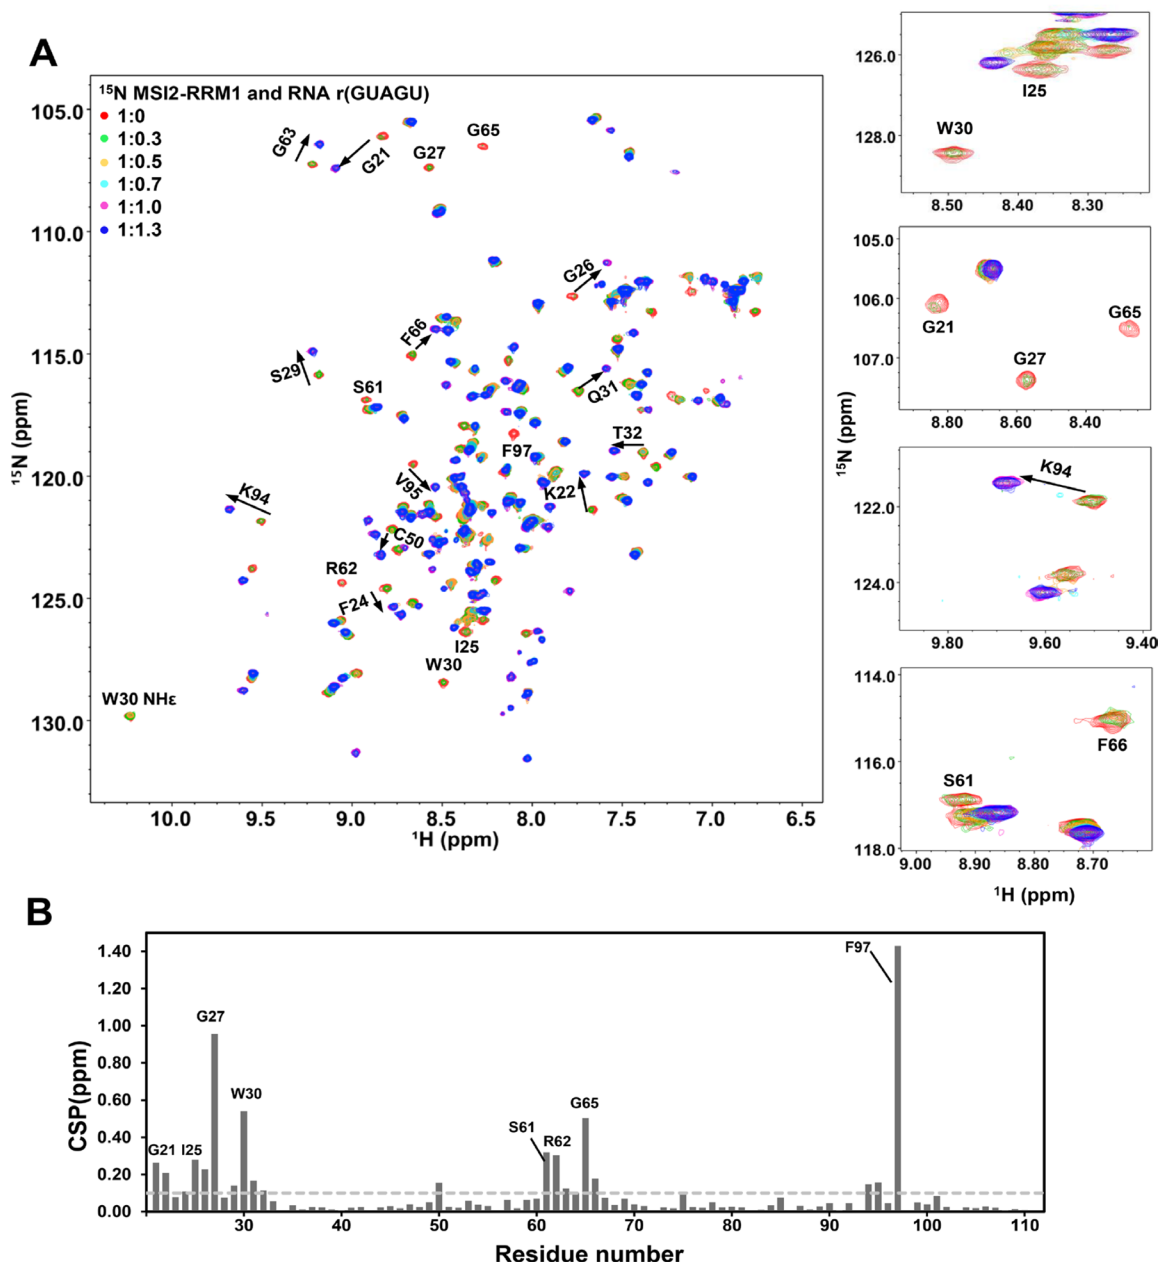 A
¹⁵N MSI2-RRM1 and RNA r(GUAGU)
1:0
1:0.3
1:0.5
1:0.7
1:1.0
1:1.3
105.0
110.0
115.0
120.0
125.0
130.0
¹⁵N (ppm)
10.0 9.5 9.0 8.5 8.0 7.5 7.0 6.5
¹H (ppm)
G63
G21
G27
G65
G26
F66
S29
S61
Q31
F97
T32
V95
K22
K94
C50
R62
F24
I25
W30
W30 NHε
126.0
128.0
I25
W30
8.50 8.40 8.30
105.0
106.0
107.0
G21
G65
G27
8.80 8.60 8.40
¹⁵N (ppm)
K94
122.0
124.0
9.80 9.60 9.40
114.0
116.0
118.0
F66
S61
9.00 8.90 8.80 8.70
¹H (ppm)
B
CSP(ppm)
1.40
1.20
1.00
0.80
0.60
0.40
0.20
0.00
G21 I25
G27
W30
S61
R62
G65
F97
30 40 50 60 70 80 90 100 110
Residue number